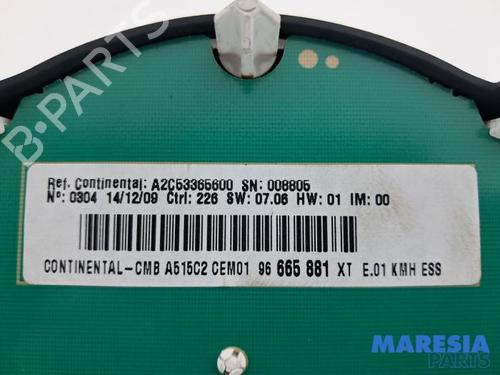 B-PARTS
Ref. Continental: A2C53365600 SN: 008805
Nº: 0304 14/12/09 Ctrl: 226 SW: 07.06 HW: 01 IM: 00
CONTINENTAL-CMB A515C2 CEM01 96 665 881 XT E.01 KMH ESS
MARESIA
Parts